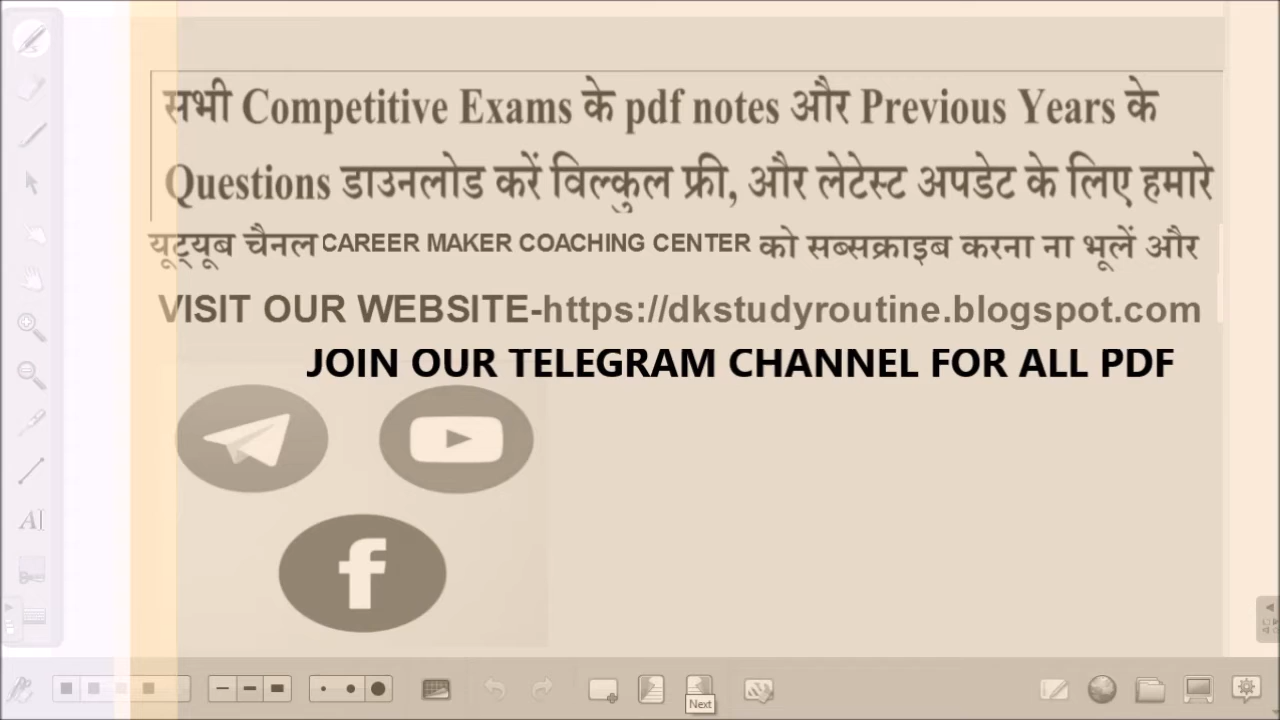 सभी Competitive Exams के pdf notes और Previous Years के
Questions डाउनलोड करें विल्कुल फ्री, और लेटेस्ट अपडेट के लिए हमारे
यूट्यूब चैनल CAREER MAKER COACHING CENTER को सब्सक्राइब करना ना भूलें और
VISIT OUR WEBSITE-https://dkstudyroutine.blogspot.com
JOIN OUR TELEGRAM CHANNEL FOR ALL PDF
Next